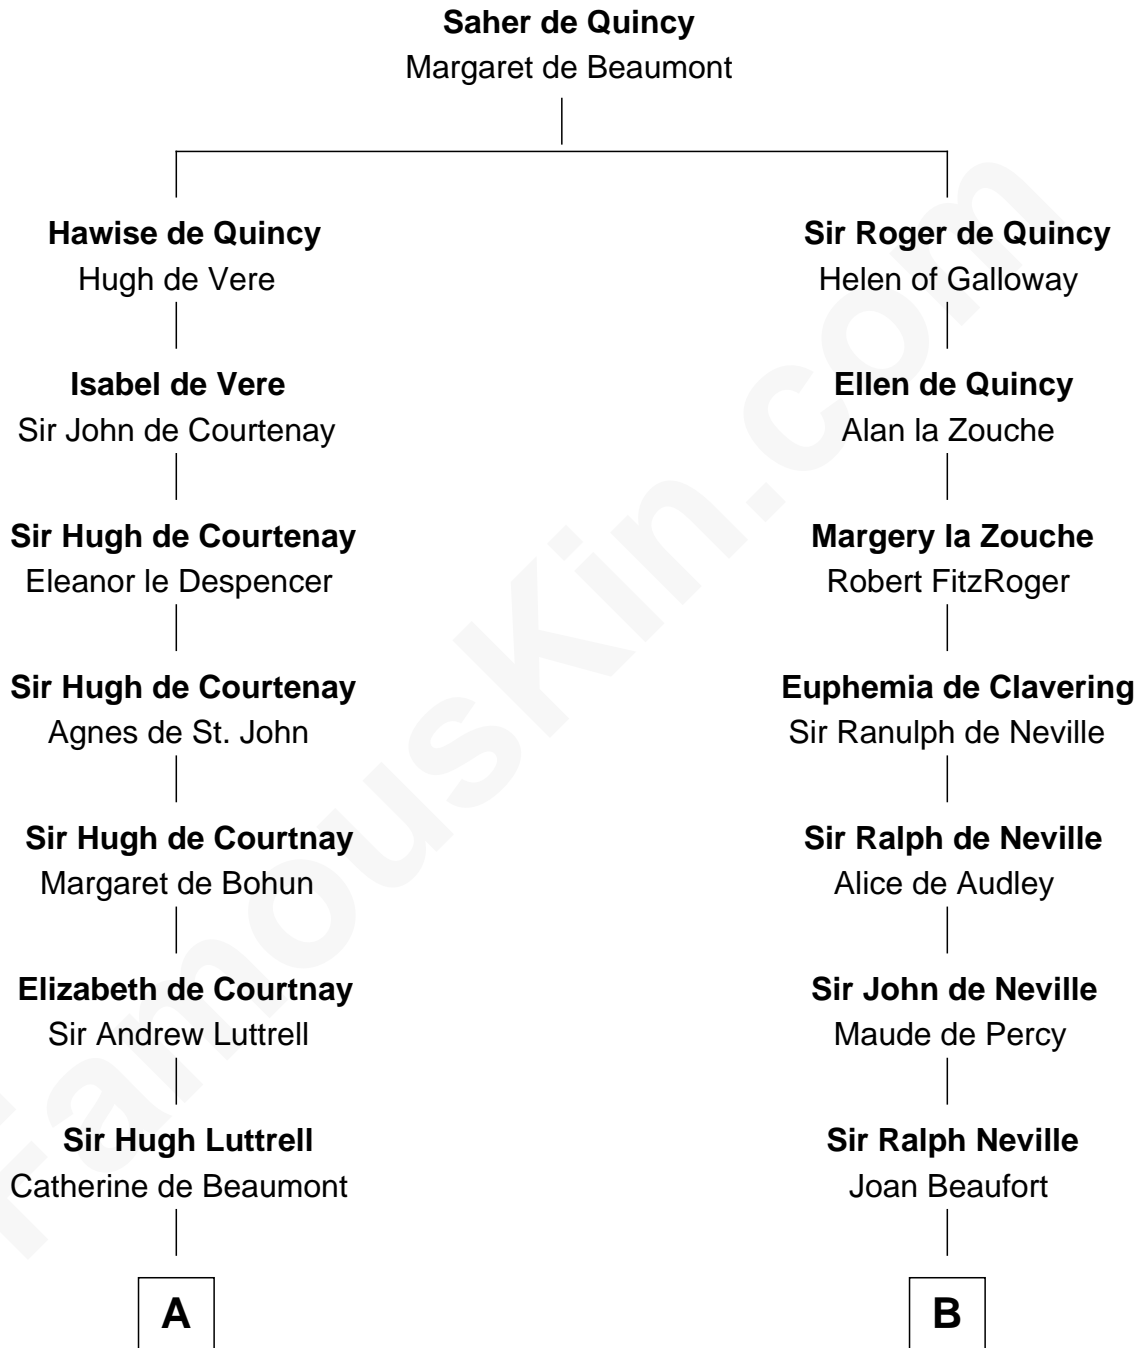 Saher de Quincy
Margaret de Beaumont
Hawise de Quincy
Hugh de Vere
Isabel de Vere
Sir John de Courtenay
Sir Hugh de Courtenay
Eleanor le Despencer
Sir Hugh de Courtenay
Agnes de St. John
Sir Hugh de Courtnay
Margaret de Bohun
Elizabeth de Courtnay
Sir Andrew Luttrell
Sir Hugh Luttrell
Catherine de Beaumont
A
Sir Roger de Quincy
Helen of Galloway
Ellen de Quincy
Alan la Zouche
Margery la Zouche
Robert FitzRoger
Euphemia de Clavering
Sir Ranulph de Neville
Sir Ralph de Neville
Alice de Audley
Sir John de Neville
Maude de Percy
Sir Ralph Neville
Joan Beaufort
B
FamousKin.com